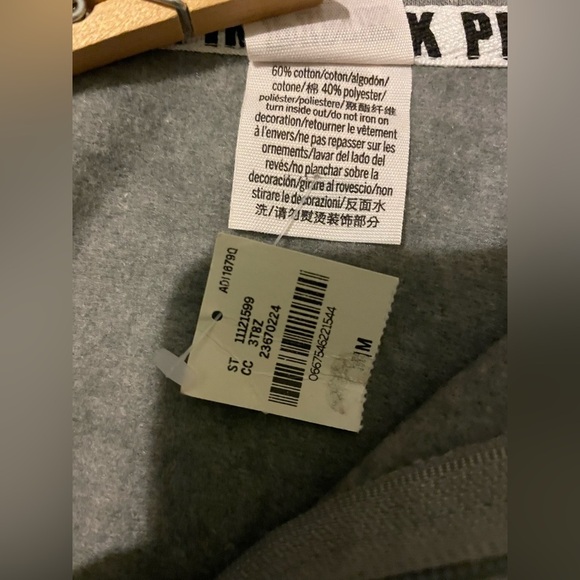 K P
60% cotton/coton/algodón/
cotone/棉 40% polyester/
poliéster/poliestere/聚酯纤维
turn inside out/do not iron on
decoration/retourner le vêtement
à l'envers/ne pas repasser sur les
ornements/lavar del lado del
revés/no planchar sobre la
decoración/girare al rovescio/non
stirare le decorazioni/反面水
洗/请勿熨烫装饰部分
ADI1679Q
ST 11121599
CC 3T8Z
23670224
0667546221544
M